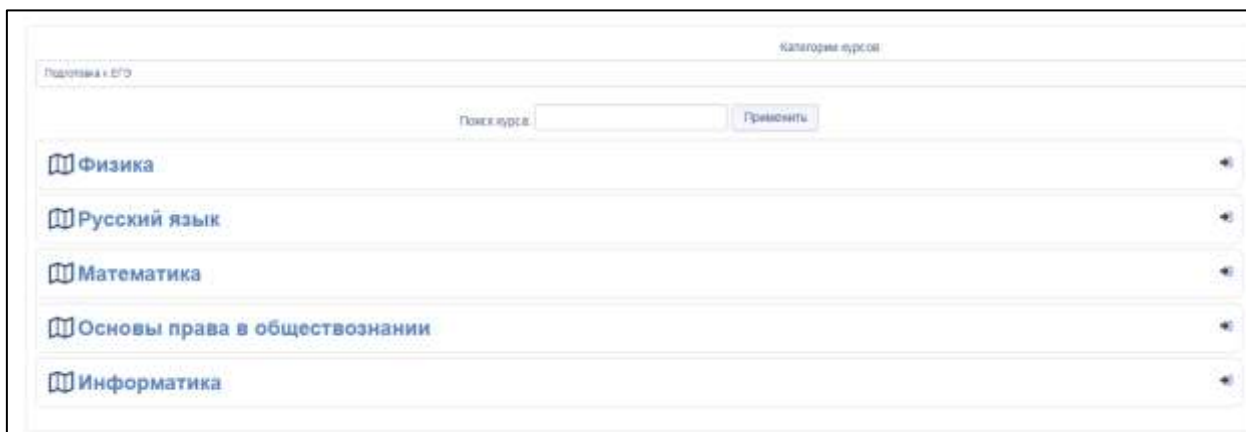 Категории курсов:
Подготовка к ЕГЭ
Поиск курса: Применить
Физика
Русский язык
Математика
Основы права в обществознании
Информатика